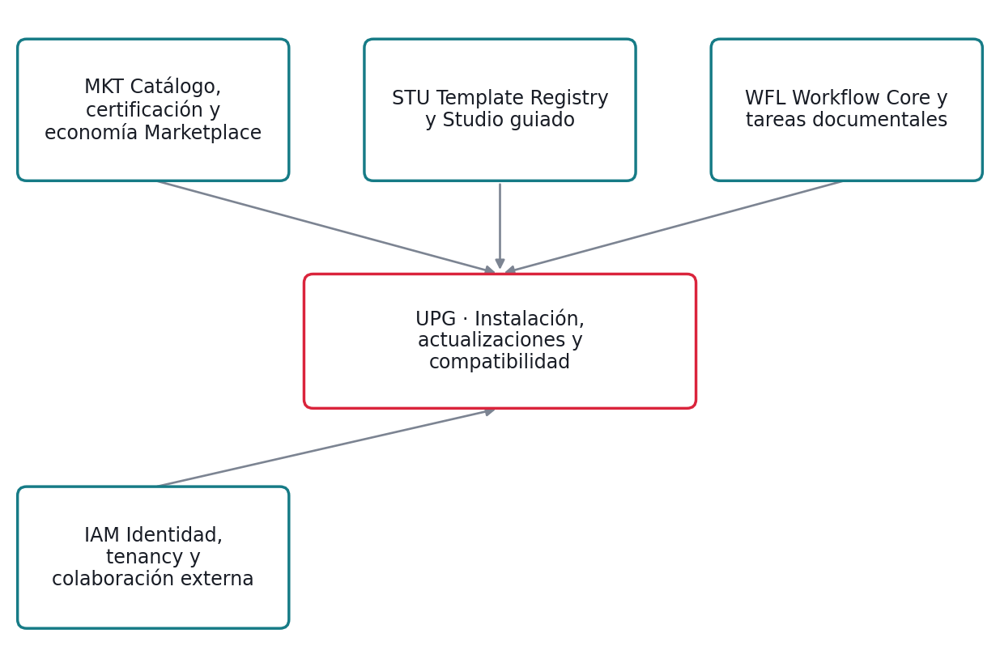 MKT Catálogo,
certificación y
economía Marketplace
STU Template Registry
y Studio guiado
WFL Workflow Core y
tareas documentales
UPG · Instalación,
actualizaciones y
compatibilidad
IAM Identidad,
tenancy y
colaboración externa